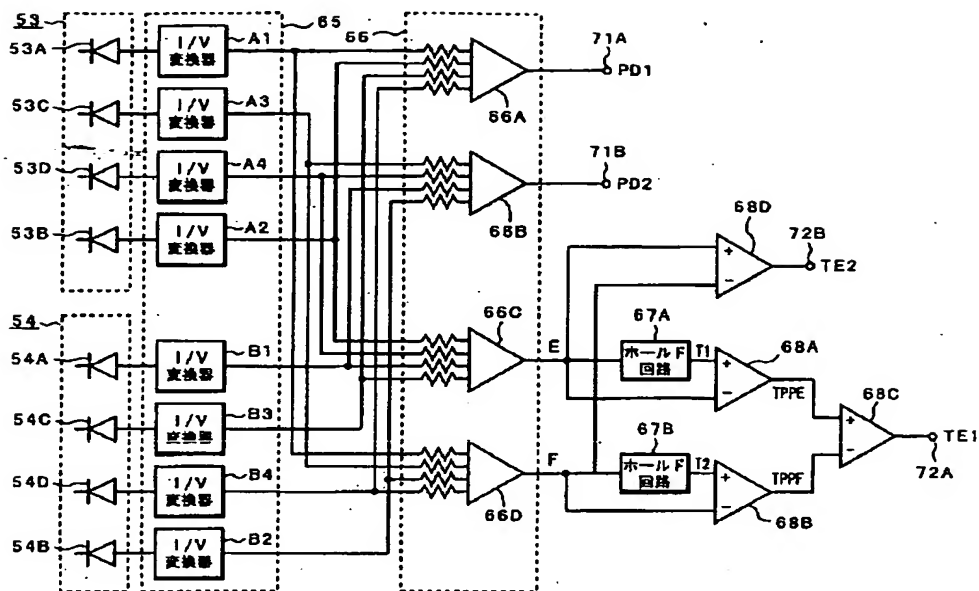 53
65
66
53A
I/V
変換器
A1
71A
PD1
66A
53C
I/V
変換器
A3
53D
I/V
変換器
A4
71B
PD2
68B
53B
I/V
変換器
A2
68D
+
−
72B
TE2
54
54A
I/V
変換器
B1
66C
E
67A
ホールド
回路
T1
+
−
68A
TPPE
54C
I/V
変換器
B3
68C
+
−
TE1
72A
54D
I/V
変換器
B4
66D
F
67B
ホールド
回路
T2
+
−
68B
TPPF
54B
I/V
変換器
B2